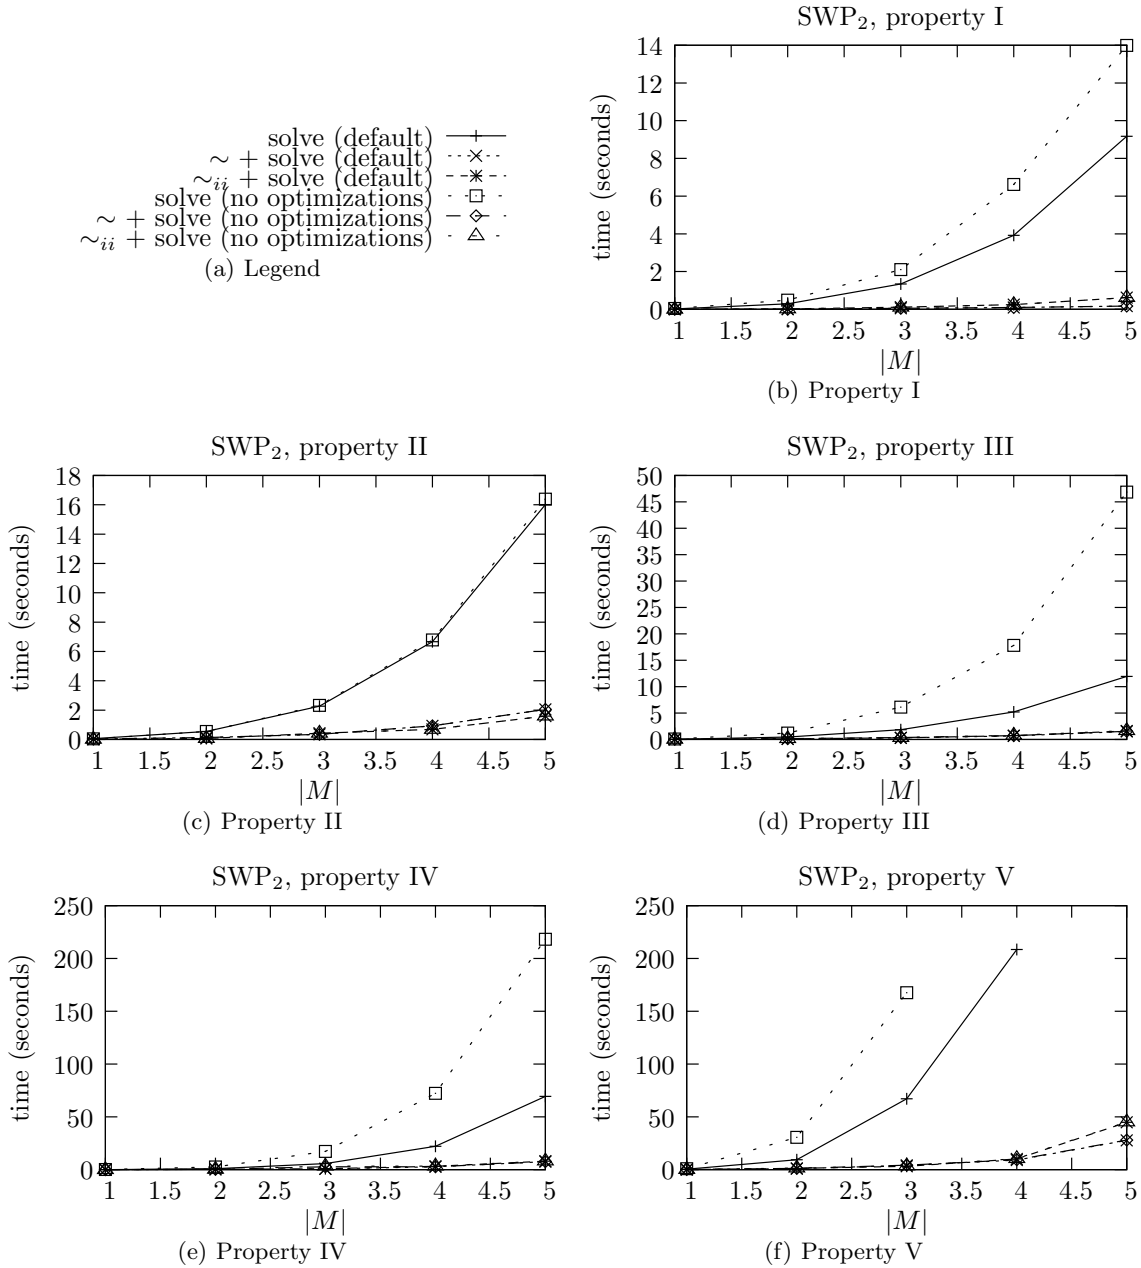 SWP₂, property I
solve (default)
∼ + solve (default)
∼ᵢᵢ + solve (default)
solve (no optimizations)
∼ + solve (no optimizations)
∼ᵢᵢ + solve (no optimizations)
(a) Legend
14
12
10
8
6
4
2
0
time (seconds)
1 1.5 2 2.5 3 3.5 4 4.5 5
|M|
(b) Property I
SWP₂, property II
18
16
14
12
10
8
6
4
2
0
time (seconds)
1 1.5 2 2.5 3 3.5 4 4.5 5
|M|
(c) Property II
SWP₂, property III
50
45
40
35
30
25
20
15
10
5
0
time (seconds)
1 1.5 2 2.5 3 3.5 4 4.5 5
|M|
(d) Property III
SWP₂, property IV
250
200
150
100
50
0
time (seconds)
1 1.5 2 2.5 3 3.5 4 4.5 5
|M|
(e) Property IV
SWP₂, property V
250
200
150
100
50
0
time (seconds)
1 1.5 2 2.5 3 3.5 4 4.5 5
|M|
(f) Property V